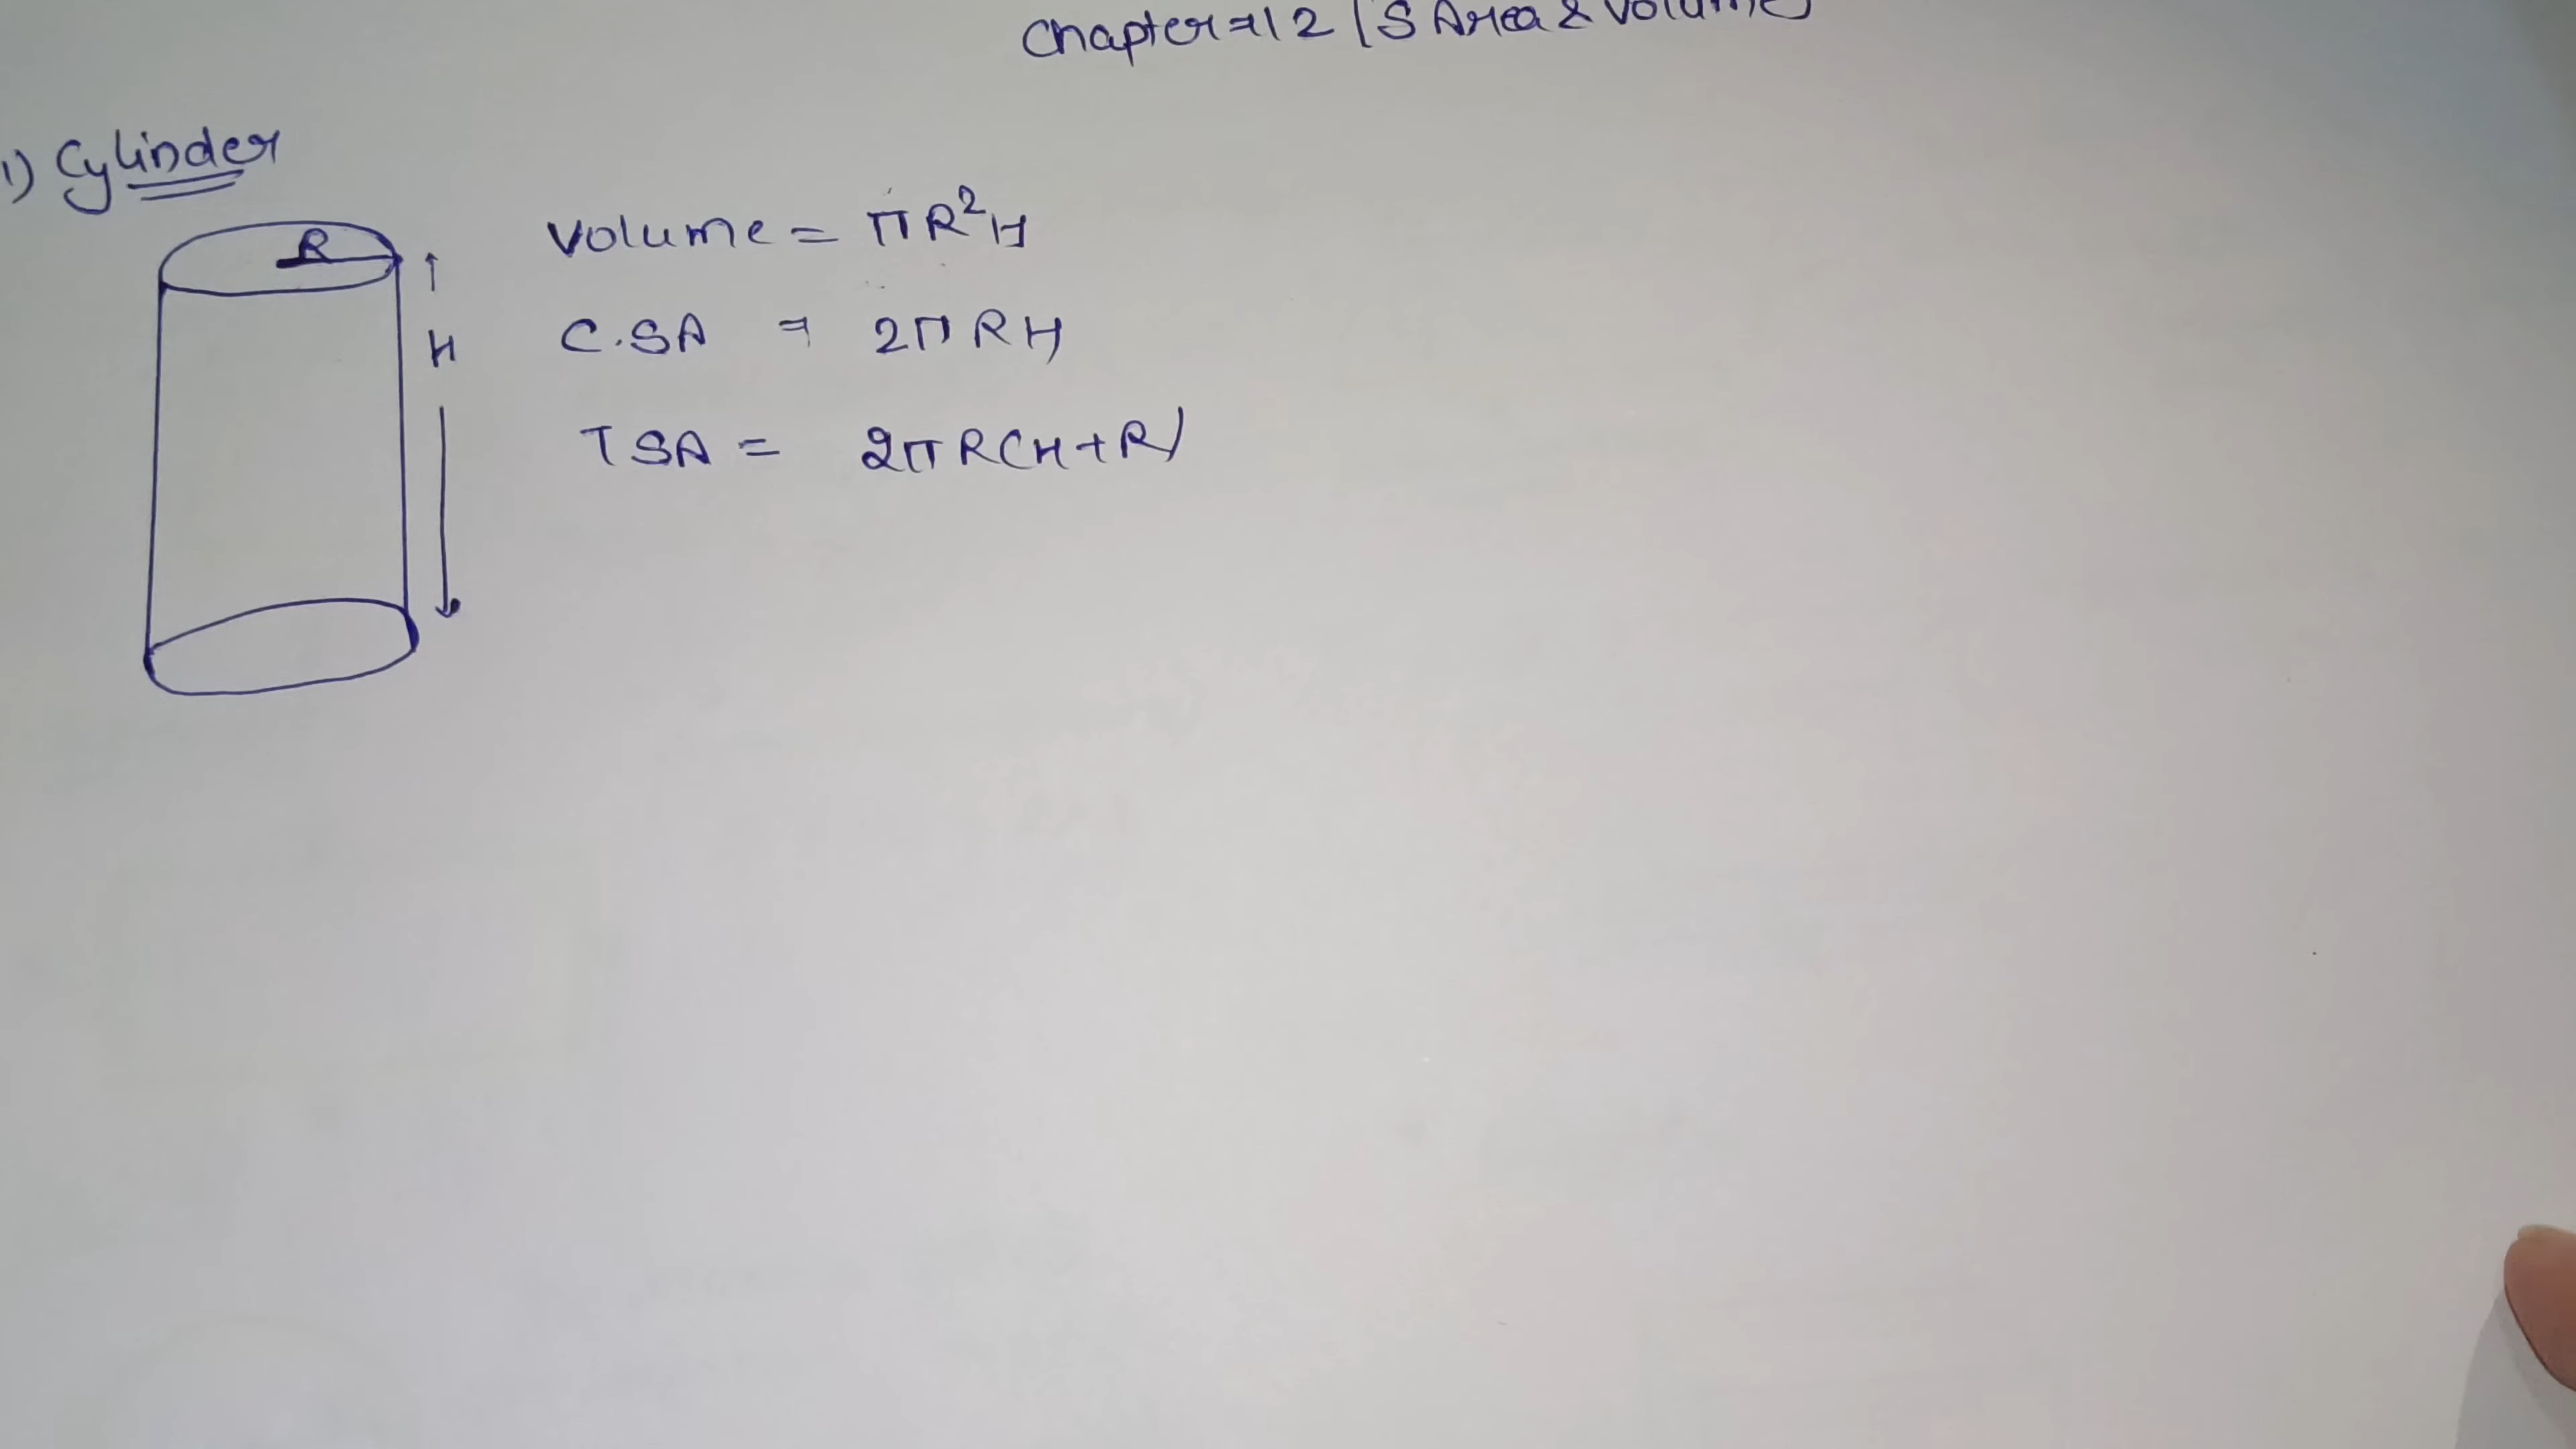 Chapter = 12 (S Area & Volume)
1) Cylinder
R
H
Volume = πR²H
C.SA = 2πRH
TSA = 2πR(H+R)